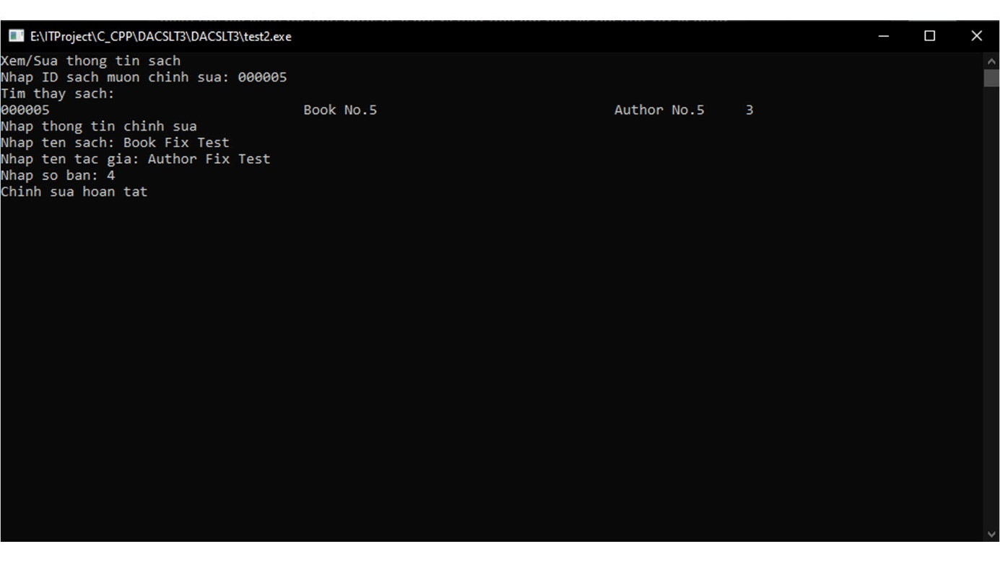 E:\ITProject\C_CPP\DACSLT3\DACSLT3\test2.exe
Xem/Sua thong tin sach
Nhap ID sach muon chinh sua: 000005
Tim thay sach:
000005 Book No.5 Author No.5 3
Nhap thong tin chinh sua
Nhap ten sach: Book Fix Test
Nhap ten tac gia: Author Fix Test
Nhap so ban: 4
Chinh sua hoan tat